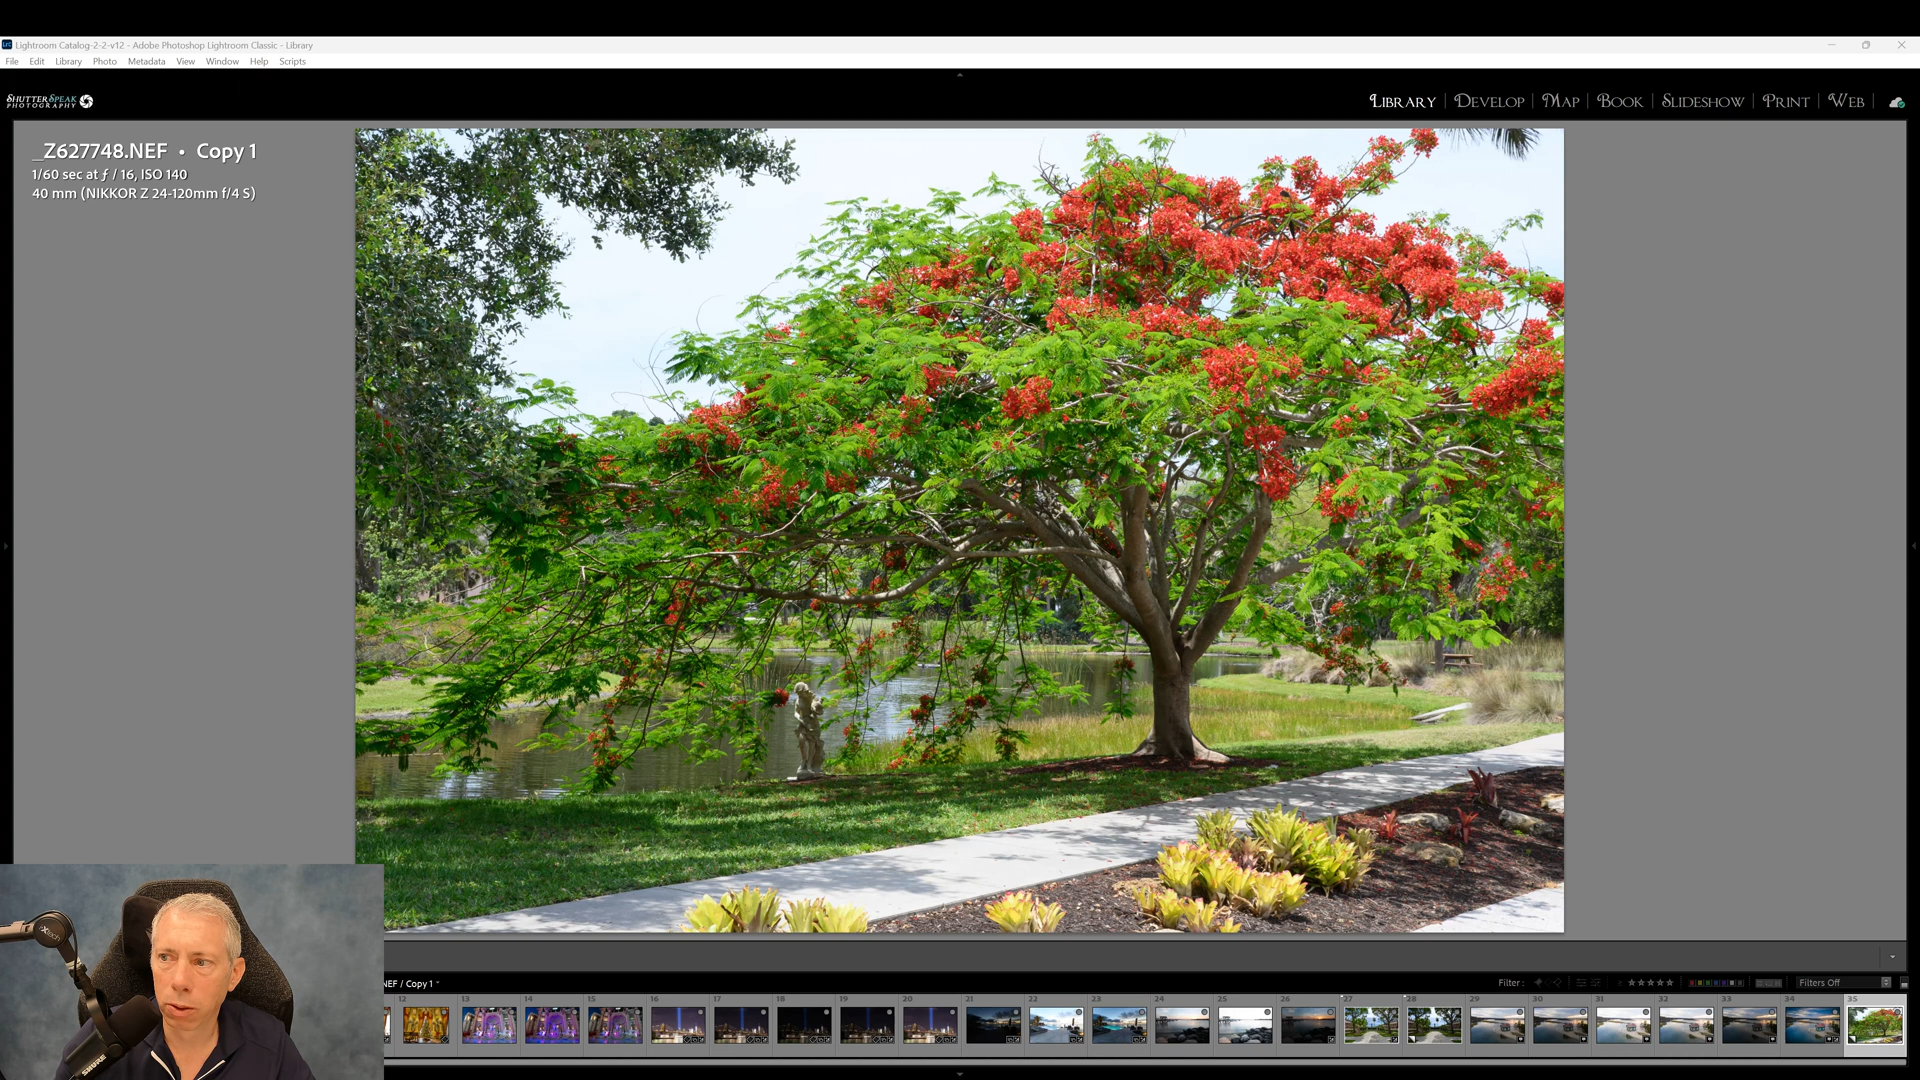 Lightroom Catalog-2-2-v12 - Adobe Photoshop Lightroom Classic - Library
File Edit Library Photo Metadata View Window Help Scripts
SHUTTERSPEAK
PHOTOGRAPHY
LIBRARY | DEVELOP | MAP | BOOK | SLIDESHOW | PRINT | WEB |
_Z627748.NEF • Copy 1
1/60 sec at ƒ / 16, ISO 140
40 mm (NIKKOR Z 24-120mm f/4 S)
NEF / Copy 1
Filter : Filters Off
12 13 14 15 16 17 18 19 20 21 22 23 24 25 26 27 28 29 30 31 32 33 34 35
SHURE